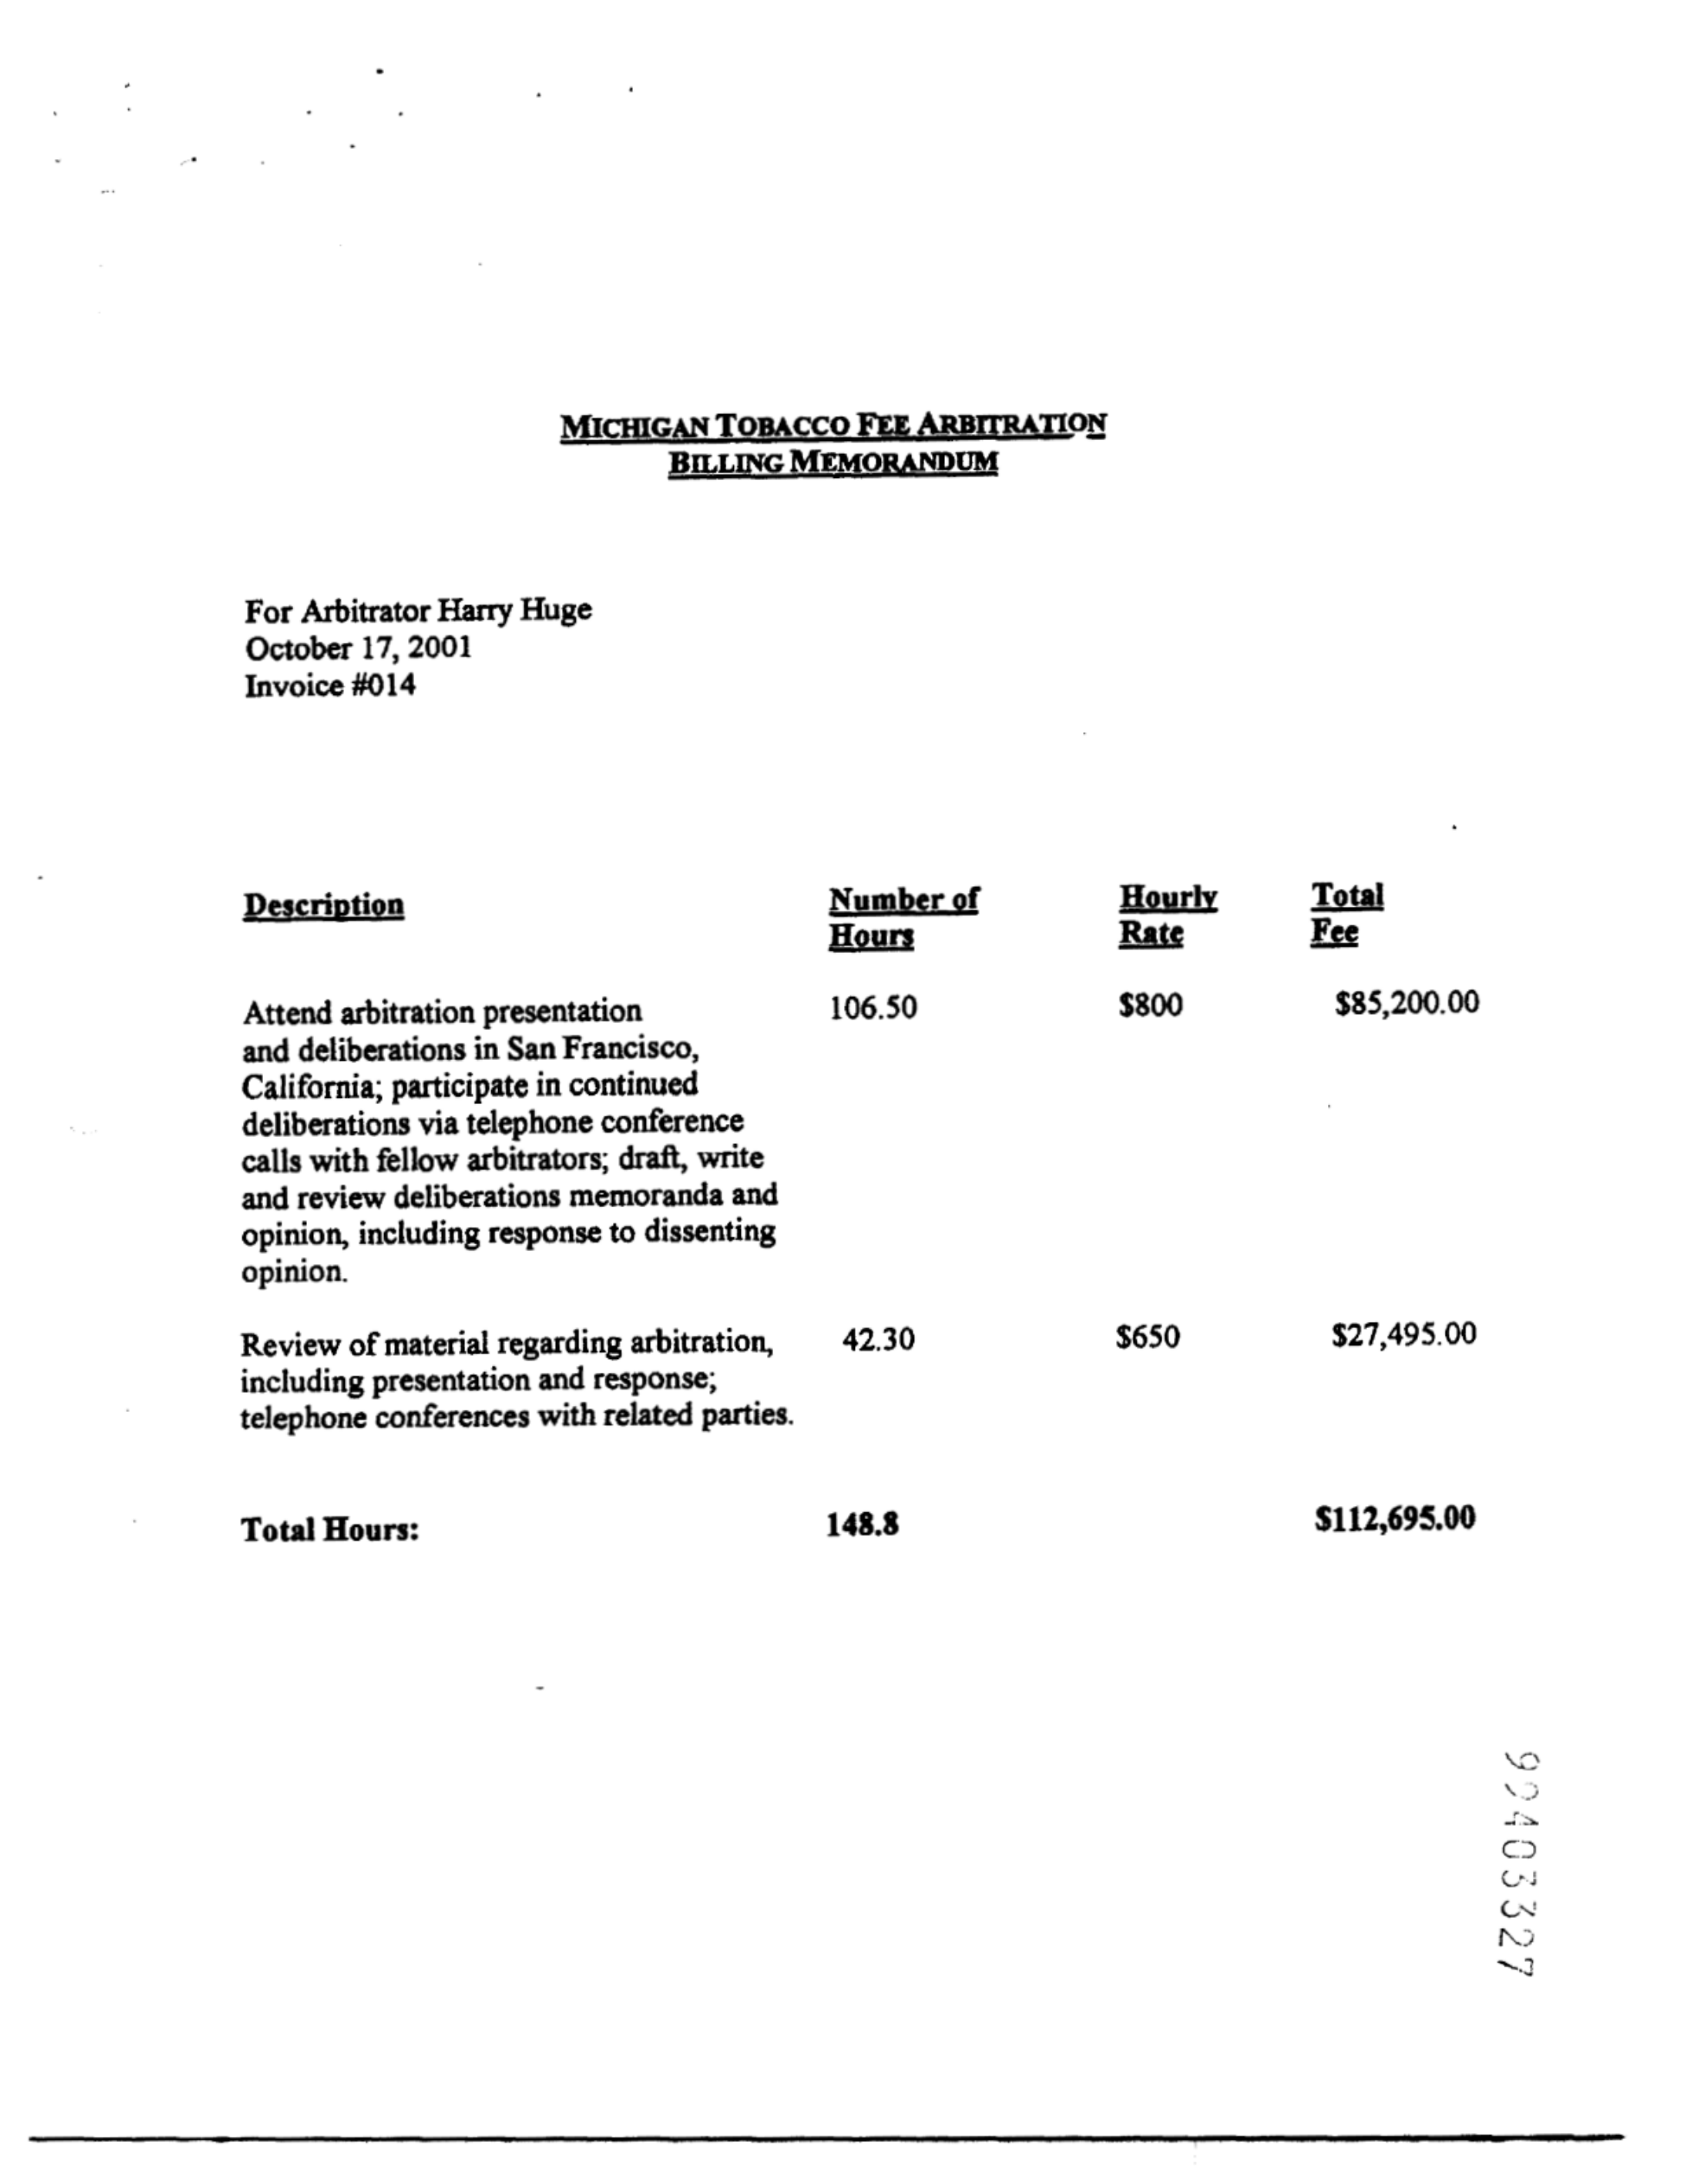 MICHIGAN TOBACCO FEE ARBITRATION
BILLING MEMORANDUM
For Arbitrator Harry Huge
October 17, 2001
Invoice #014
Description Number of Hours Hourly Rate Total Fee
Attend arbitration presentation 106.50 $800 $85,200.00
and deliberations in San Francisco,
California; participate in continued
deliberations via telephone conference
calls with fellow arbitrators; draft, write
and review deliberations memoranda and
opinion, including response to dissenting
opinion.
Review of material regarding arbitration, 42.30 $650 $27,495.00
including presentation and response;
telephone conferences with related parties.
Total Hours: 148.8 $112,695.00
99403327